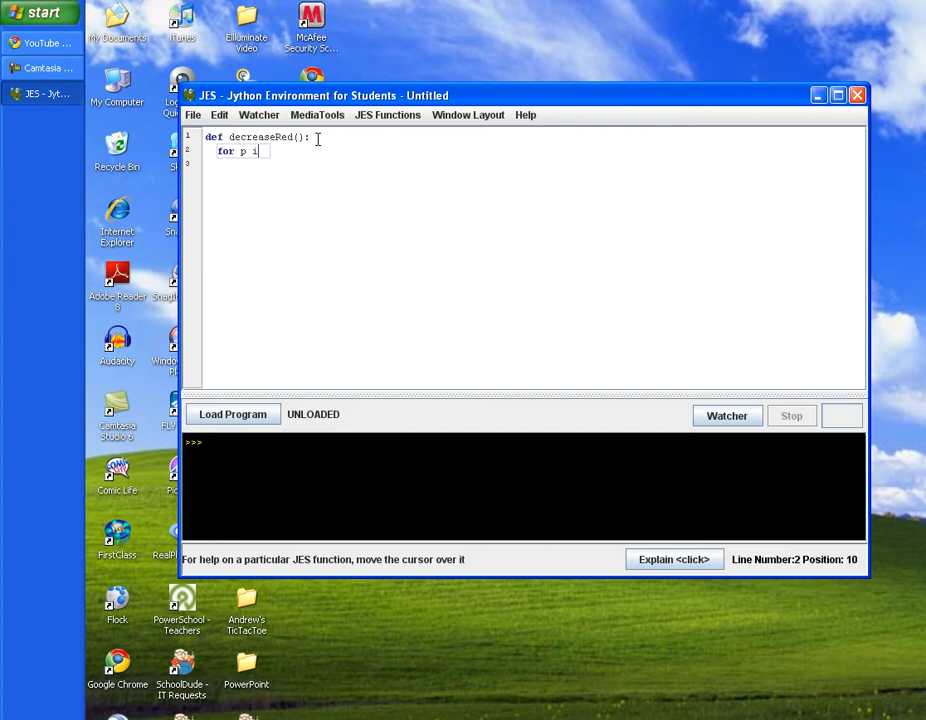 start
YouTube ...
Camtasia ...
JES - Jyt...
My Documents
iTunes
Elluminate
Video
McAfee
Security Sc...
My Computer
Recycle Bin
Internet
Explorer
Adobe Reader
8
Audacity
Camtasia
Studio 6
Comic Life
FirstClass
Flock
PowerSchool -
Teachers
Andrew's
TicTacToe
Google Chrome
SchoolDude -
IT Requests
PowerPoint
JES - Jython Environment for Students - Untitled
File Edit Watcher MediaTools JES Functions Window Layout Help
1 def decreaseRed():
2 for p i
3
Load Program UNLOADED Watcher Stop
>>>
For help on a particular JES function, move the cursor over it Explain <click> Line Number:2 Position: 10